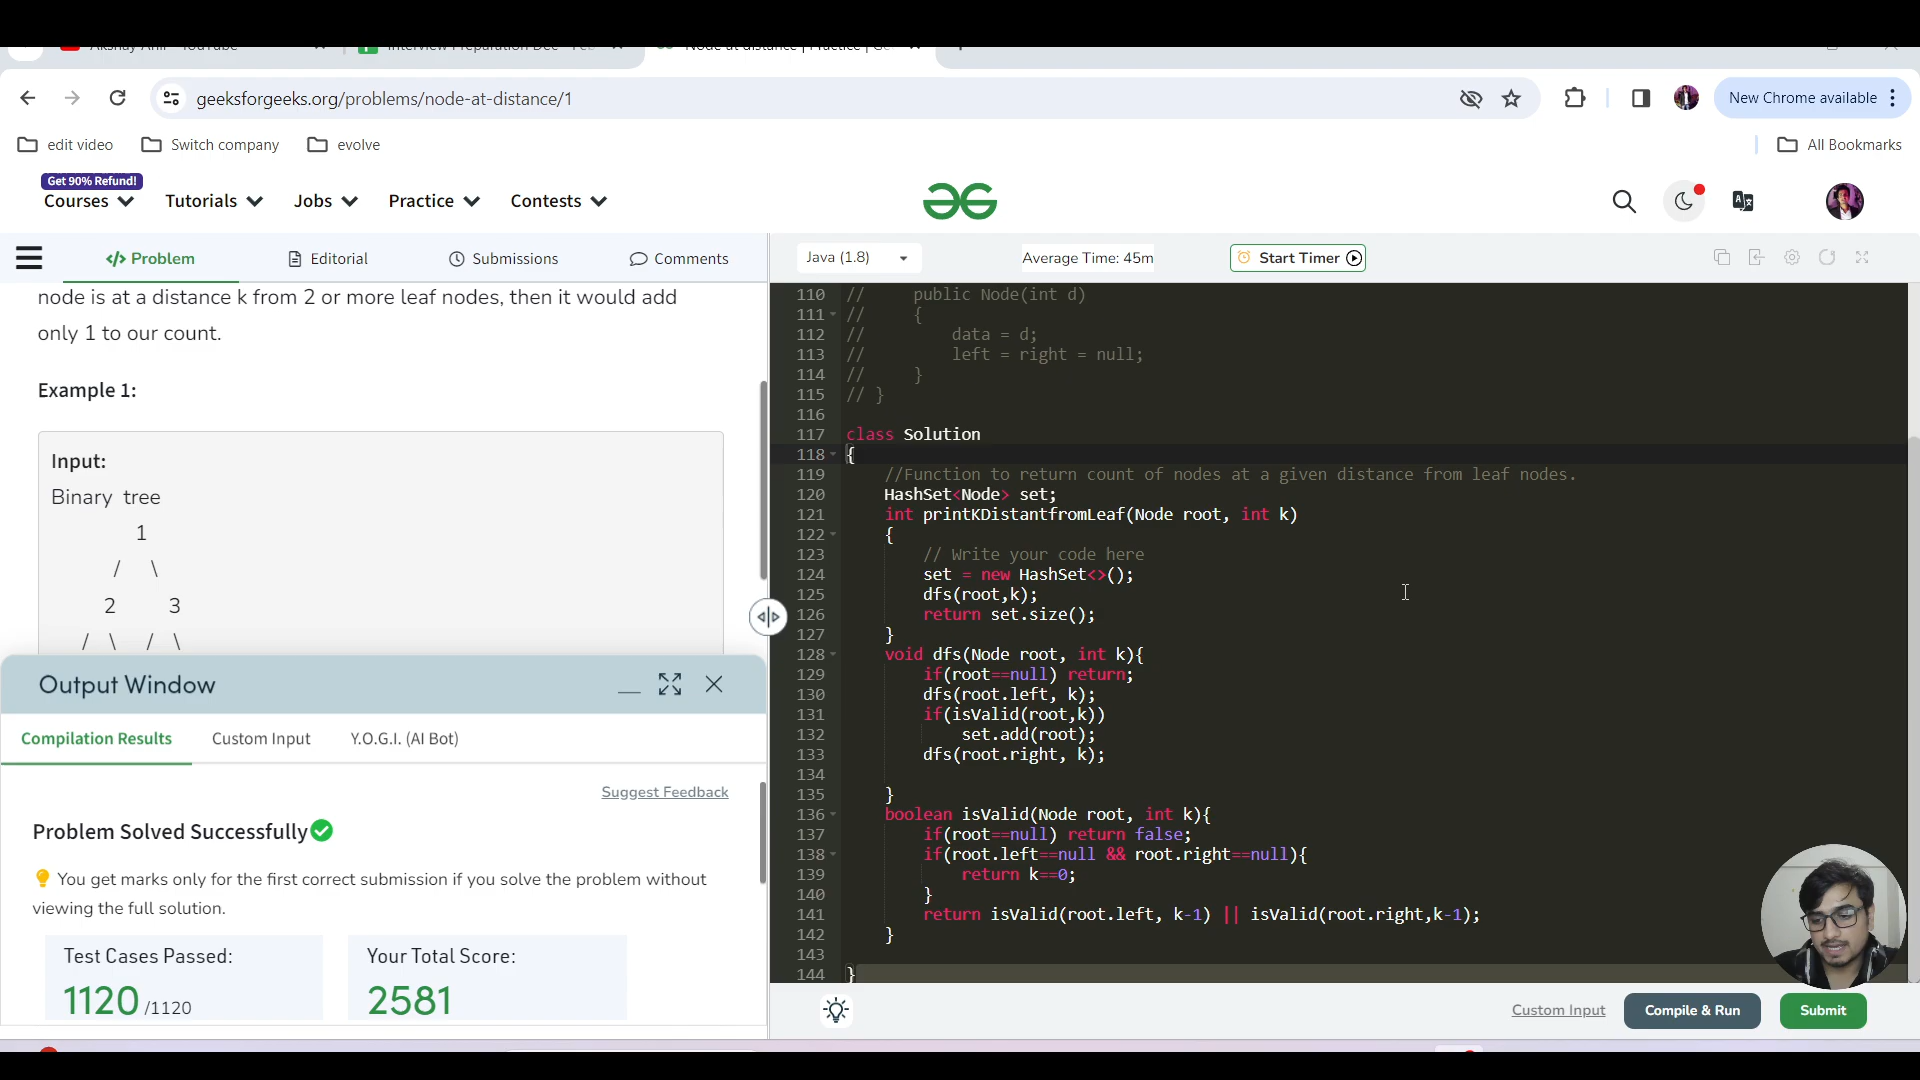 geeksforgeeks.org/problems/node-at-distance/1
New Chrome available
edit video
Switch company
evolve
All Bookmarks
Get 90% Refund!
Courses
Tutorials
Jobs
Practice
Contests
</> Problem
Editorial
Submissions
Comments
Java (1.8)
Average Time: 45m
Start Timer
node is at a distance k from 2 or more leaf nodes, then it would add
only 1 to our count.
Example 1:
Input:
Binary tree
1
/ \
2 3
/ \ / \
Output Window
Compilation Results
Custom Input
Y.O.G.I. (AI Bot)
Suggest Feedback
Problem Solved Successfully
You get marks only for the first correct submission if you solve the problem without
viewing the full solution.
Test Cases Passed:
1120 /1120
Your Total Score:
2581
110 // public Node(int d)
111 // {
112 // data = d;
113 // left = right = null;
114 // }
115 // }
116
117 class Solution
118 {
119 //Function to return count of nodes at a given distance from leaf nodes.
120 HashSet<Node> set;
121 int printKDistantfromLeaf(Node root, int k)
122 {
123 // Write your code here
124 set = new HashSet<>();
125 dfs(root,k);
126 return set.size();
127 }
128 void dfs(Node root, int k){
129 if(root==null) return;
130 dfs(root.left, k);
131 if(isValid(root,k))
132 set.add(root);
133 dfs(root.right, k);
134
135 }
136 boolean isValid(Node root, int k){
137 if(root==null) return false;
138 if(root.left==null && root.right==null){
139 return k==0;
140 }
141 return isValid(root.left, k-1) || isValid(root.right,k-1);
142 }
143
144 }
Custom Input
Compile & Run
Submit